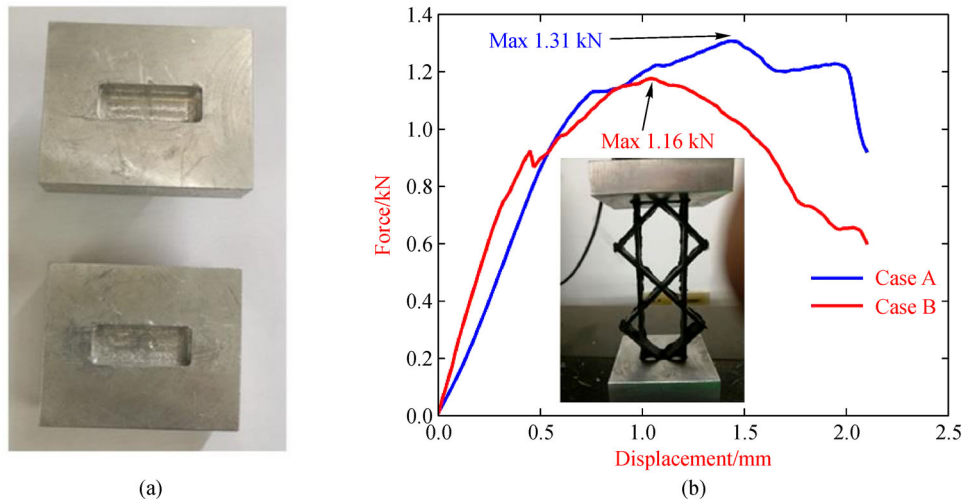 (a)
1.4
1.2
1.0
0.8
0.6
0.4
0.2
0.0
Force/kN
Max 1.31 kN
Max 1.16 kN
Case A
Case B
0.0
0.5
1.0
1.5
2.0
2.5
Displacement/mm
(b)